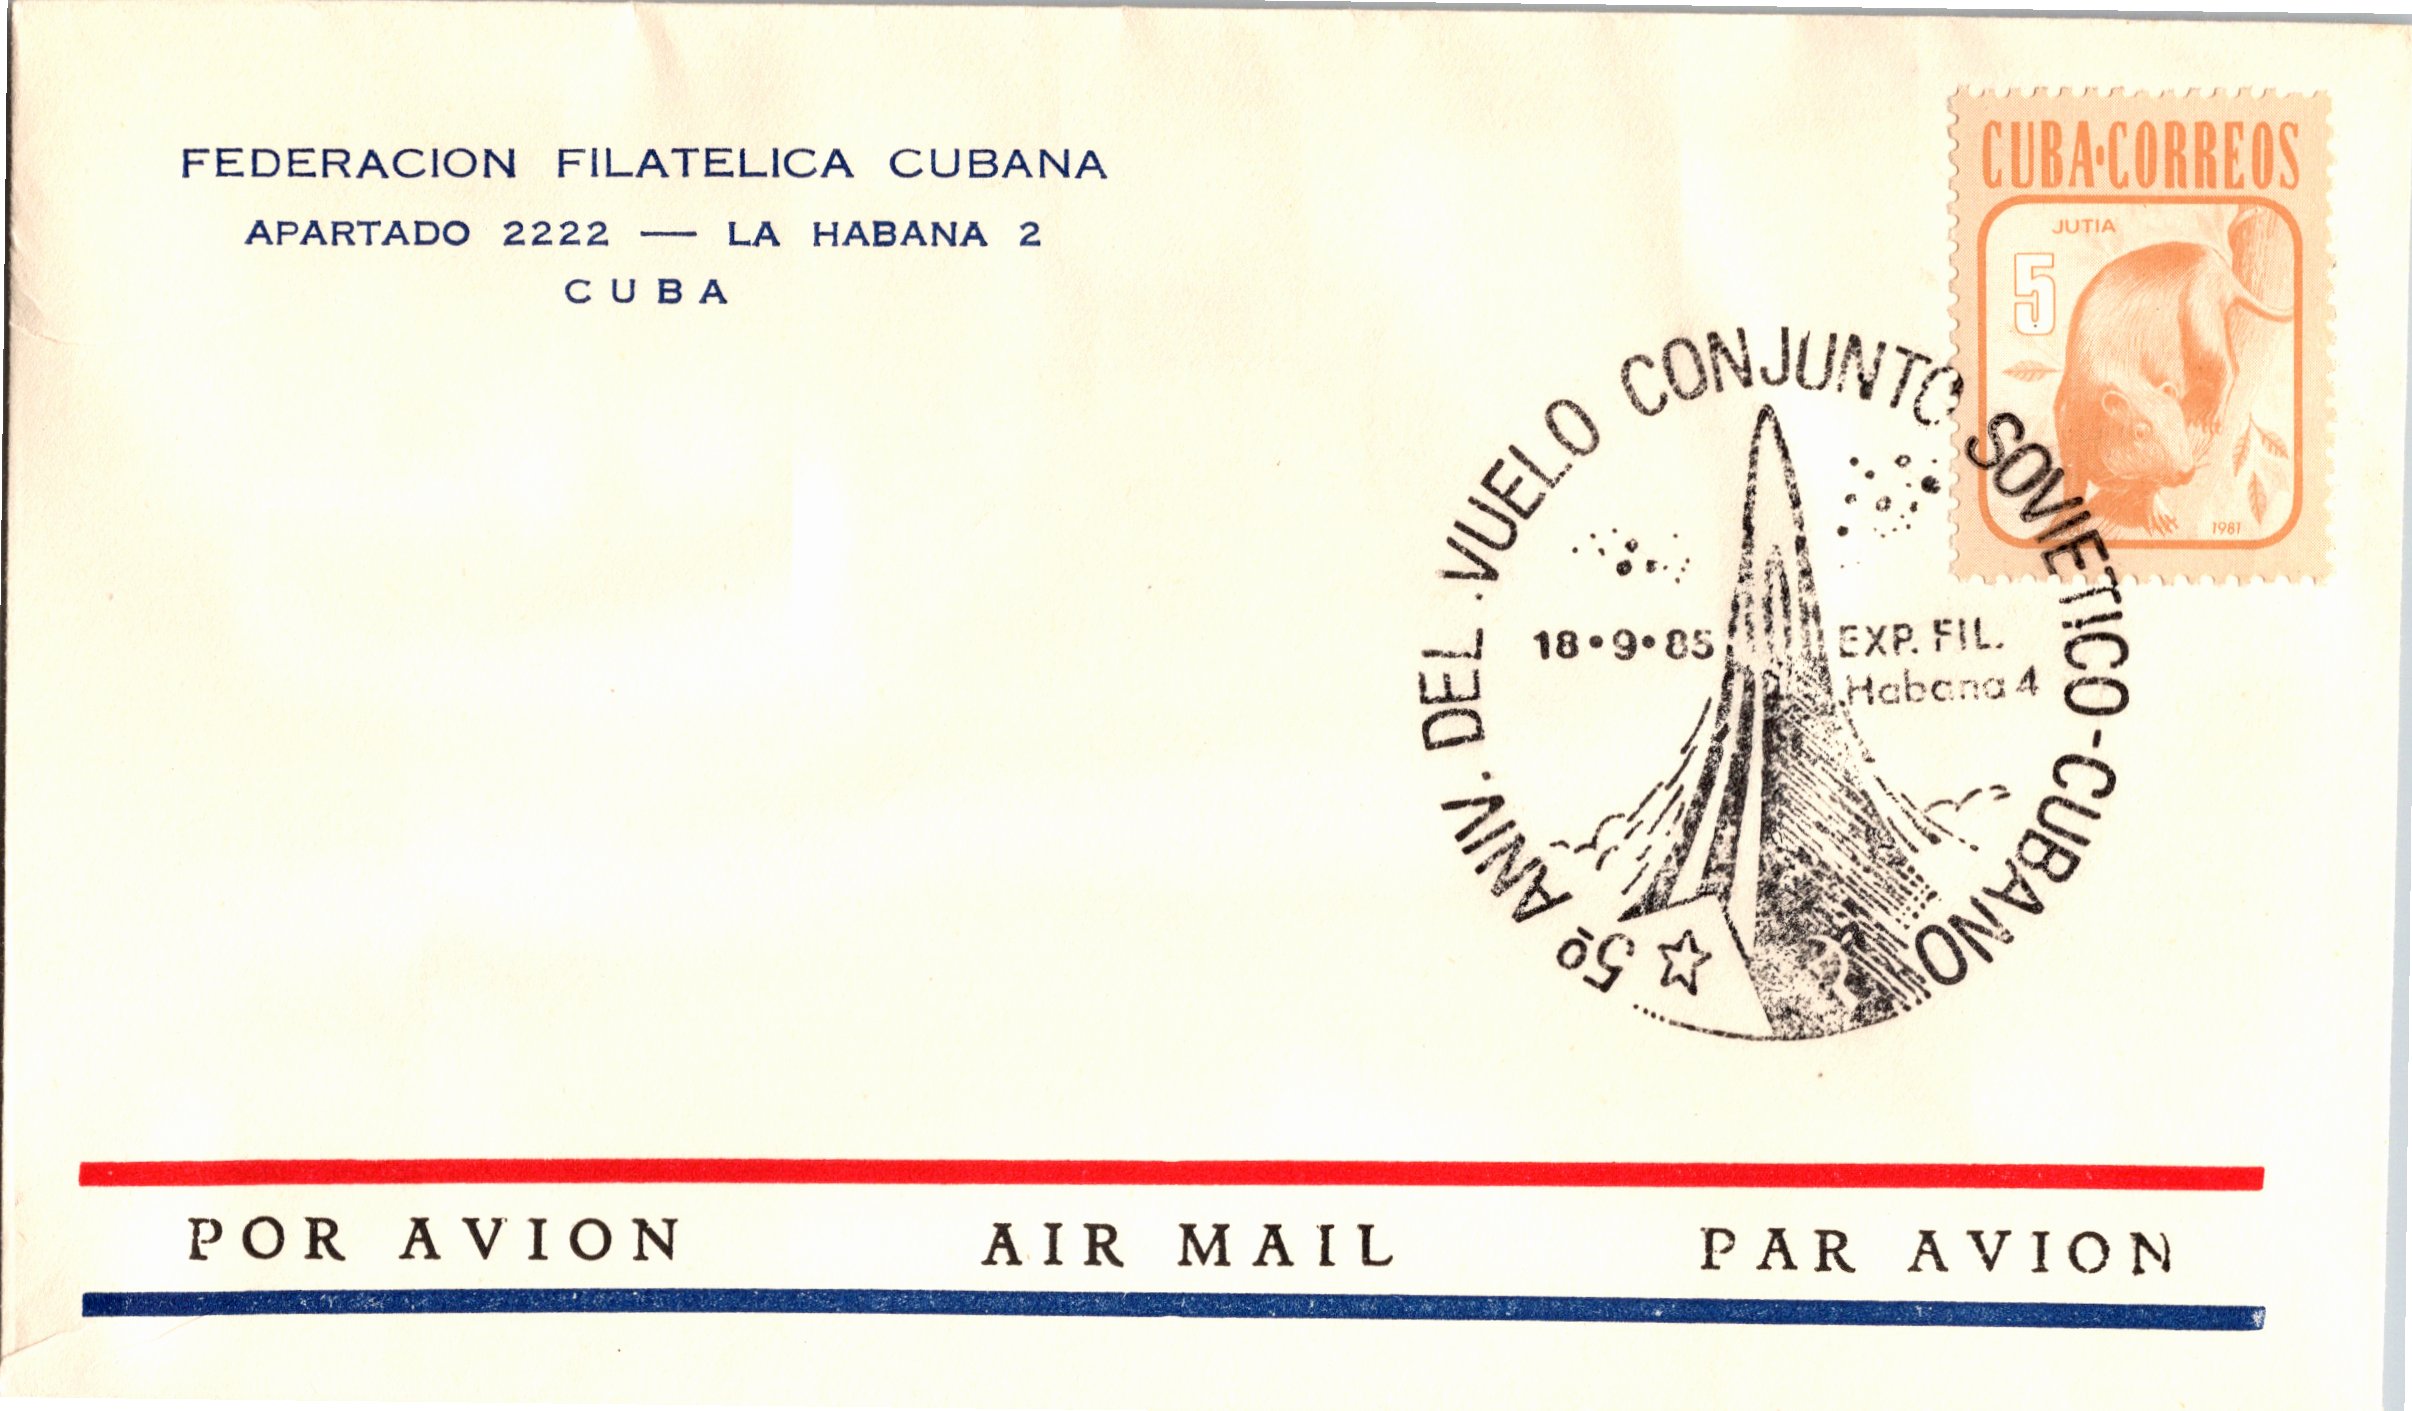 FEDERACION FILATELICA CUBANA
APARTADO 2222 — LA HABANA 2
CUBA
CUBA·CORREOS
JUTIA
5
1981
5º ANIV. DEL VUELO CONJUNTO SOVIETICO-CUBANO
18•9•85
EXP. FIL.
Habana 4
POR AVION AIR MAIL PAR AVION